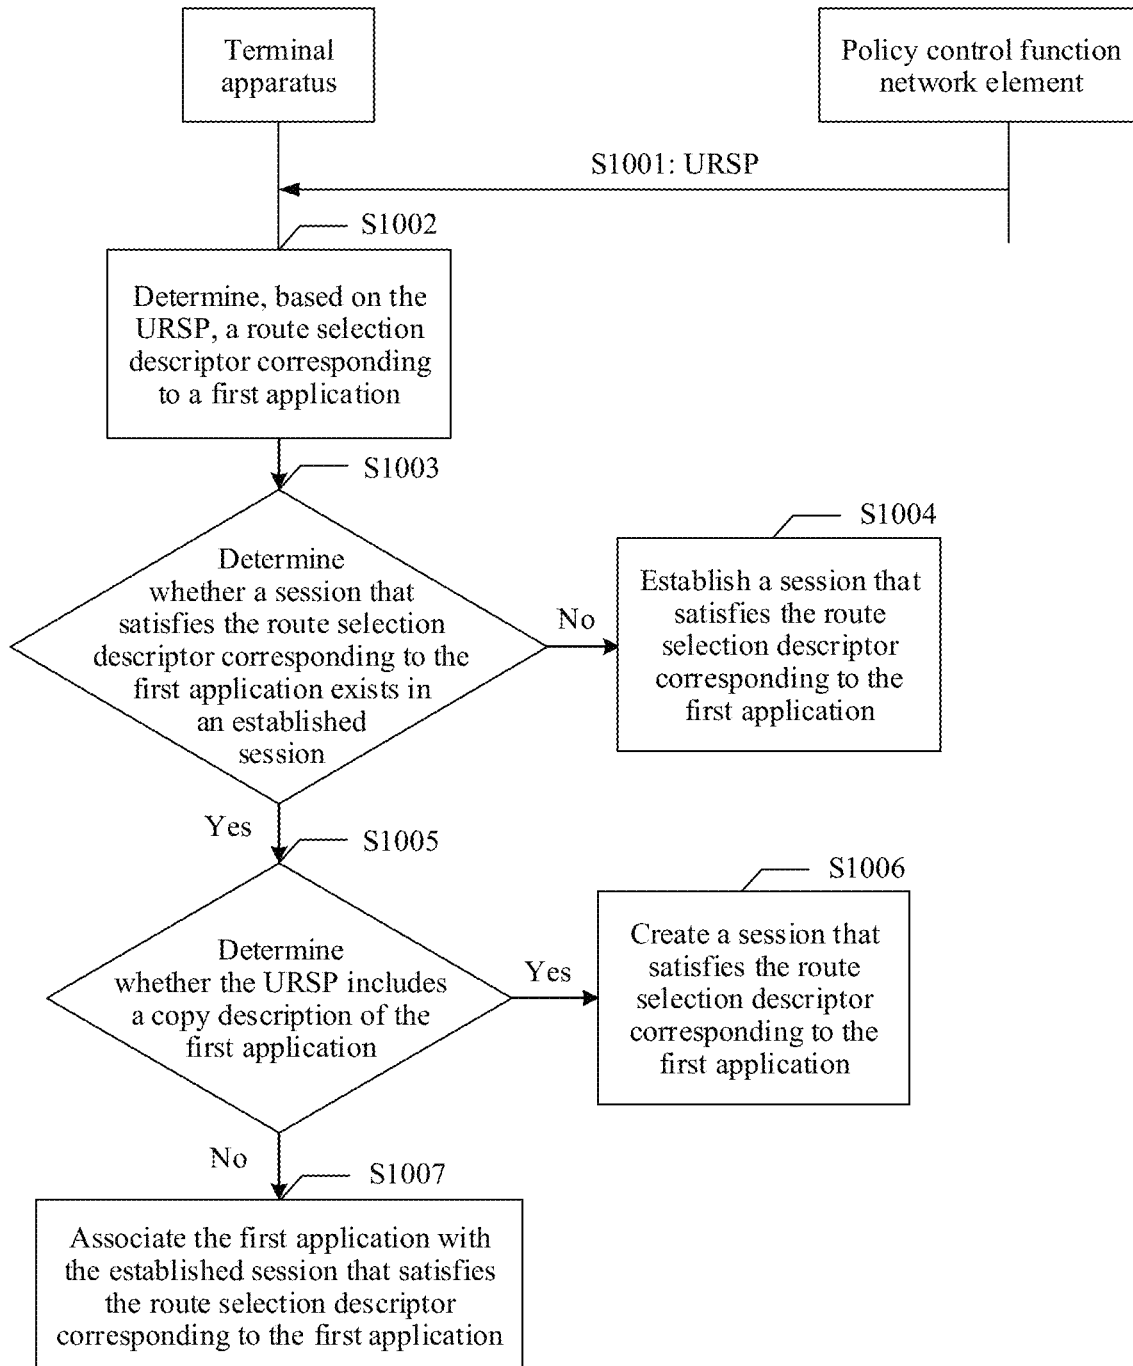 Terminal
apparatus
Policy control function
network element
S1001: URSP
S1002
Determine, based on the
URSP, a route selection
descriptor corresponding
to a first application
S1003
Determine
whether a session that
satisfies the route selection
descriptor corresponding to the
first application exists in
an established
session
No
S1004
Establish a session that
satisfies the route
selection descriptor
corresponding to the
first application
Yes
S1005
Determine
whether the URSP includes
a copy description of the
first application
Yes
S1006
Create a session that
satisfies the route
selection descriptor
corresponding to the
first application
No
S1007
Associate the first application with
the established session that satisfies
the route selection descriptor
corresponding to the first application